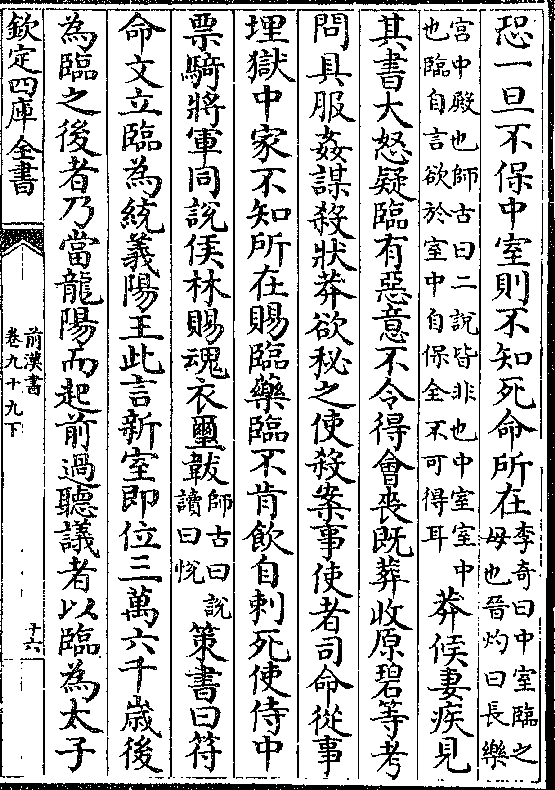 恐一旦不保中室則不知死命所在李奇曰中室臨之母也晉灼曰長樂
宮中殿也師古曰二說皆非也中室室中也臨自言欲於室中自保全不可得耳莽候妻疾見
其書大怒疑臨有惡意不令得會喪既葬收原碧等考
問具服姦謀殺狀莽欲秘之使殺案事使者司命從事
埋獄中家不知所在賜臨藥臨不肯飲自刺死使侍中
票騎將軍同說侯林賜魂衣璽韍師古曰說讀曰悅策書曰符
命文立臨為統義陽王此言新室即位三萬六千歲後
為臨之後者乃當龍陽而起前過聽議者以臨為太子
欽定四庫全書
前漢書
卷九十九下
十六